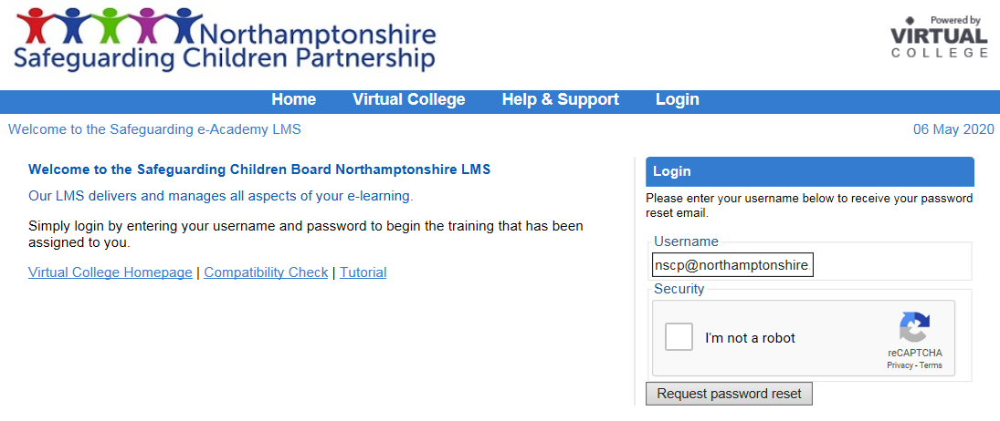 Northamptonshire
Safeguarding Children Partnership
Powered by
VIRTUAL
COLLEGE
Home Virtual College Help & Support Login
Welcome to the Safeguarding e-Academy LMS
06 May 2020
Welcome to the Safeguarding Children Board Northamptonshire LMS
Our LMS delivers and manages all aspects of your e-learning.
Simply login by entering your username and password to begin the training that has been
assigned to you.
Virtual College Homepage | Compatibility Check | Tutorial
Login
Please enter your username below to receive your password
reset email.
Username
nscp@northamptonshire
Security
I'm not a robot
reCAPTCHA
Privacy - Terms
Request password reset